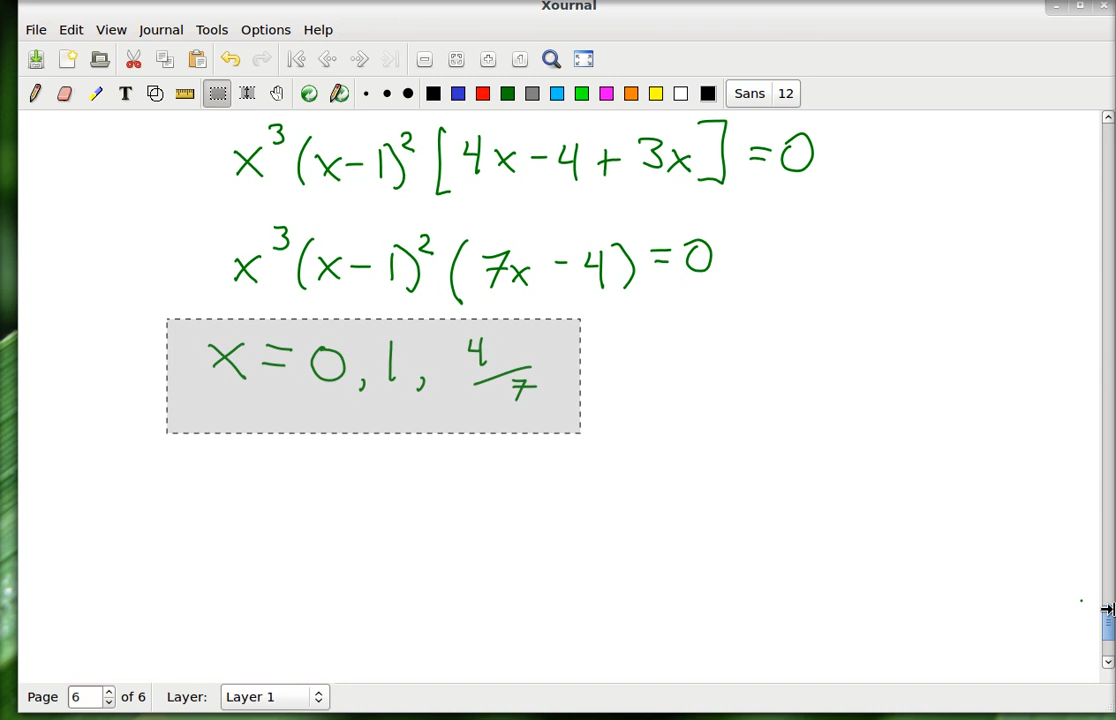 Xournal
File Edit View Journal Tools Options Help
Sans 12
x³(x-1)²[4x-4+3x]=0
x³(x-1)²(7x-4)=0
x=0,1,4/7
Page 6 of 6 Layer: Layer 1